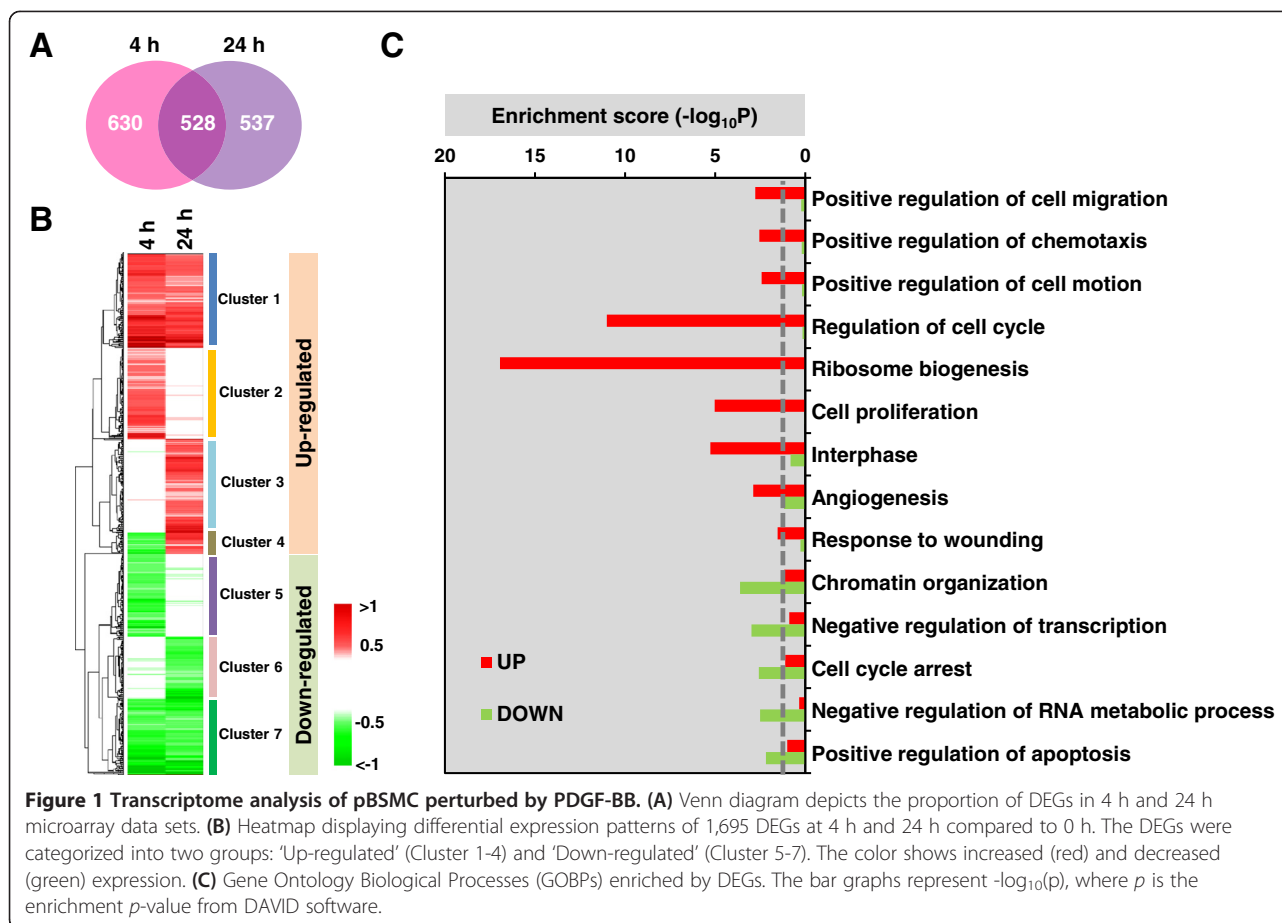 A
4 h 24 h
630 528 537
B
4 h
24 h
Cluster 1
Cluster 2
Cluster 3
Cluster 4
Cluster 5
Cluster 6
Cluster 7
Up-regulated
Down-regulated
>1
0.5
-0.5
<-1
C
Enrichment score (-log10P)
20 15 10 5 0
Positive regulation of cell migration
Positive regulation of chemotaxis
Positive regulation of cell motion
Regulation of cell cycle
Ribosome biogenesis
Cell proliferation
Interphase
Angiogenesis
Response to wounding
Chromatin organization
Negative regulation of transcription
Cell cycle arrest
Negative regulation of RNA metabolic process
Positive regulation of apoptosis
UP
DOWN
Figure 1 Transcriptome analysis of pBSMC perturbed by PDGF-BB. (A) Venn diagram depicts the proportion of DEGs in 4 h and 24 h
microarray data sets. (B) Heatmap displaying differential expression patterns of 1,695 DEGs at 4 h and 24 h compared to 0 h. The DEGs were
categorized into two groups: ‘Up-regulated’ (Cluster 1-4) and ‘Down-regulated’ (Cluster 5-7). The color shows increased (red) and decreased
(green) expression. (C) Gene Ontology Biological Processes (GOBPs) enriched by DEGs. The bar graphs represent -log10(p), where p is the
enrichment p-value from DAVID software.